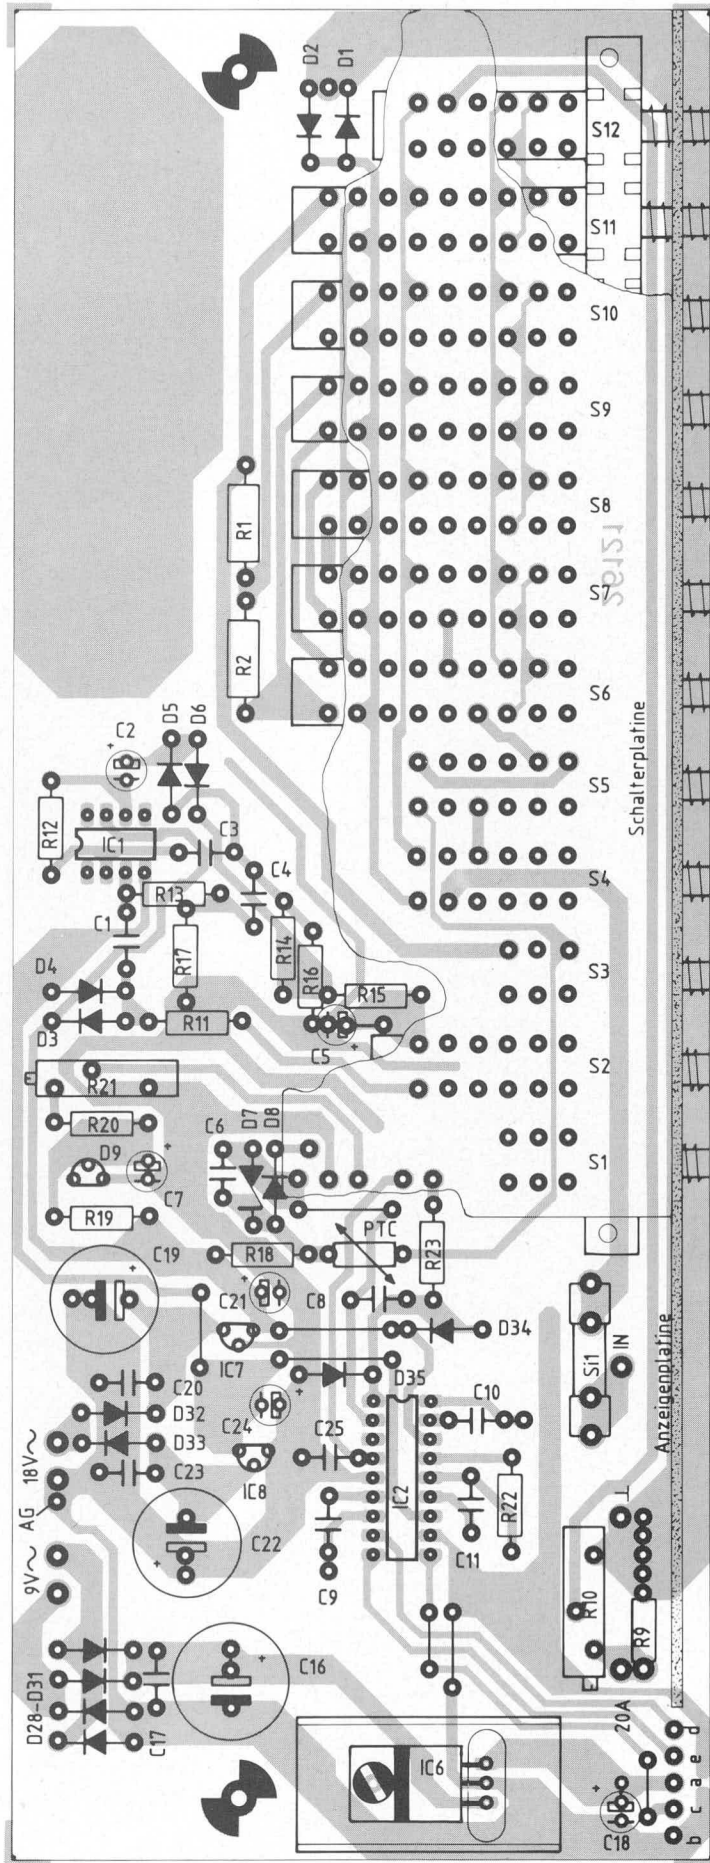 D2
D1
S12
S11
S10
S9
R1
S8
26121
S7
R2
S6
D5
D6
+
C2
Schalterplatine
S5
R12
IC1
C3
S4
C4
R13
C1
R17
R14
R16
S3
D4
R15
D3
R11
C5
+
S2
R21
R20
C6
D7
D8
D9
+
C7
S1
R19
PTC
C19
+
R18
R23
C21
+
C8
D34
IC7
Si1
IN
C20
D35
D32
C24
+
C10
Anzeigenplatine
D33
C25
18V~
C23
IC8
IC2
AG
R22
C22
C11
9V~
+
C9
R10
R9
+
C16
20A
D28-D31
C17
d
e
IC6
a
+
c
C18
b